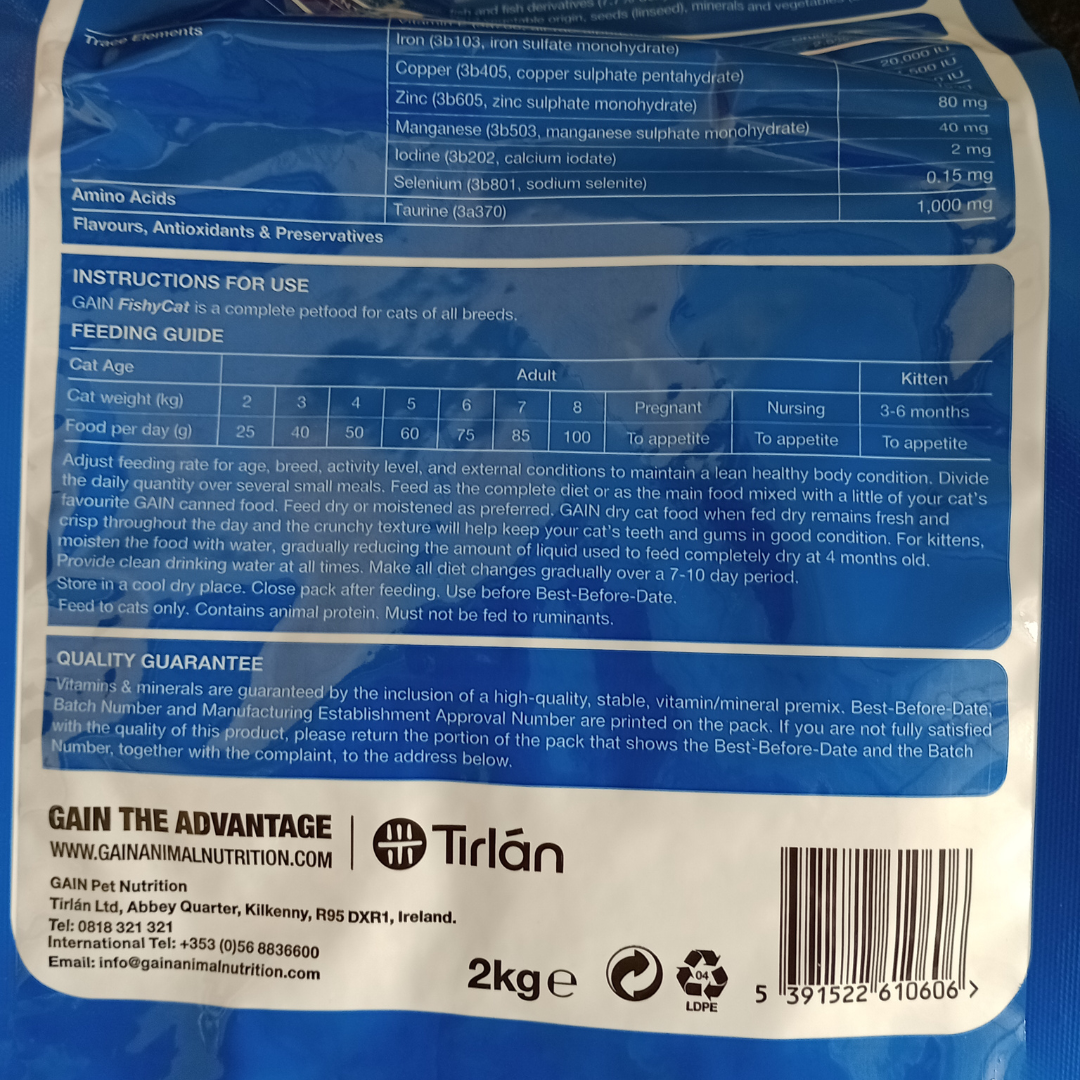 and fish derivatives
origin, seeds (linseed), minerals and
Trace Elements
Iron (3b103, iron sulfate monohydrate)
20,000 IU
Copper (3b405, copper sulphate pentahydrate)
500 IU
IU
Zinc (3b605, zinc sulphate monohydrate) 80 mg
Manganese (3b503, manganese sulphate monohydrate) 40 mg
Iodine (3b202, calcium iodate) 2 mg
Selenium (3b801, sodium selenite) 0.15 mg
Amino Acids Taurine (3a370) 1,000 mg
Flavours, Antioxidants & Preservatives
INSTRUCTIONS FOR USE
GAIN FishyCat is a complete petfood for cats of all breeds.
FEEDING GUIDE
Cat Age Adult Kitten
Cat weight (kg) 2 3 4 5 6 7 8 Pregnant Nursing 3-6 months
Food per day (g) 25 40 50 60 75 85 100 To appetite To appetite To appetite
Adjust feeding rate for age, breed, activity level, and external conditions to maintain a lean healthy body condition. Divide
the daily quantity over several small meals. Feed as the complete diet or as the main food mixed with a little of your cat's
favourite GAIN canned food. Feed dry or moistened as preferred. GAIN dry cat food when fed dry remains fresh and
crisp throughout the day and the crunchy texture will help keep your cat's teeth and gums in good condition. For kittens,
moisten the food with water, gradually reducing the amount of liquid used to feed completely dry at 4 months old.
Provide clean drinking water at all times. Make all diet changes gradually over a 7-10 day period.
Store in a cool dry place. Close pack after feeding. Use before Best-Before-Date.
Feed to cats only. Contains animal protein. Must not be fed to ruminants.
QUALITY GUARANTEE
Vitamins & minerals are guaranteed by the inclusion of a high-quality, stable, vitamin/mineral premix. Best-Before-Date,
Batch Number and Manufacturing Establishment Approval Number are printed on the pack. If you are not fully satisfied
with the quality of this product, please return the portion of the pack that shows the Best-Before-Date and the Batch
Number, together with the complaint, to the address below.
GAIN THE ADVANTAGE
WWW.GAINANIMALNUTRITION.COM
Tirlán
GAIN Pet Nutrition
Tirlán Ltd, Abbey Quarter, Kilkenny, R95 DXR1, Ireland.
Tel: 0818 321 321
International Tel: +353 (0)56 8836600
Email: info@gainanimalnutrition.com
2kg e
04
LDPE
5 391522 610606 >